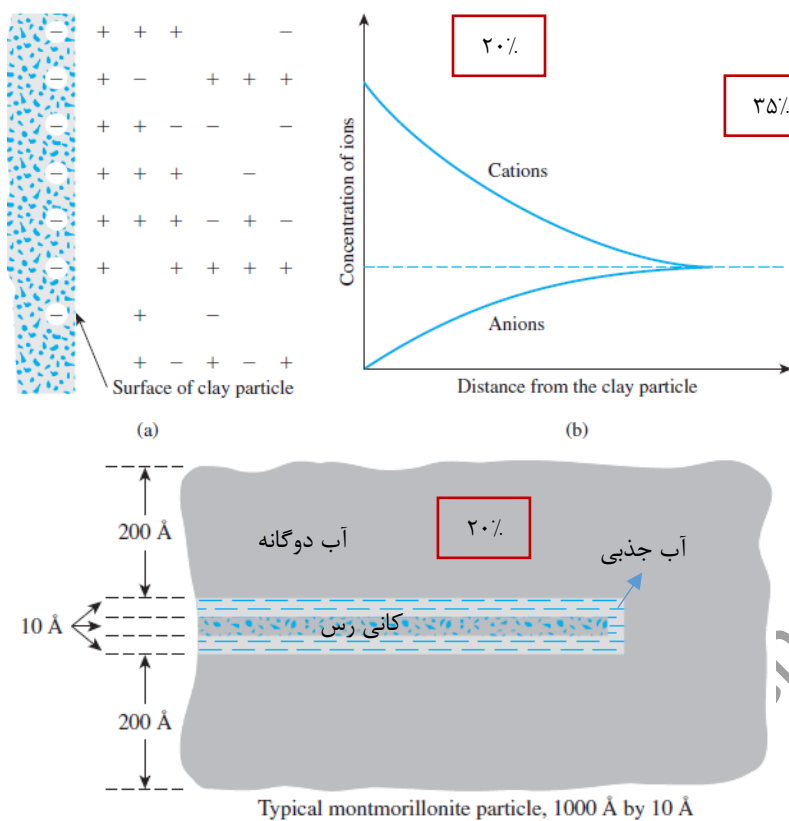 ۲۰٪
۳۵٪
Concentration of ions
Cations
Anions
Surface of clay particle
Distance from the clay particle
(a)
(b)
200 Å
آب دوگانه
۲۰٪
آب جذبی
10 Å
کانی رس
200 Å
Typical montmorillonite particle, 1000 Å by 10 Å